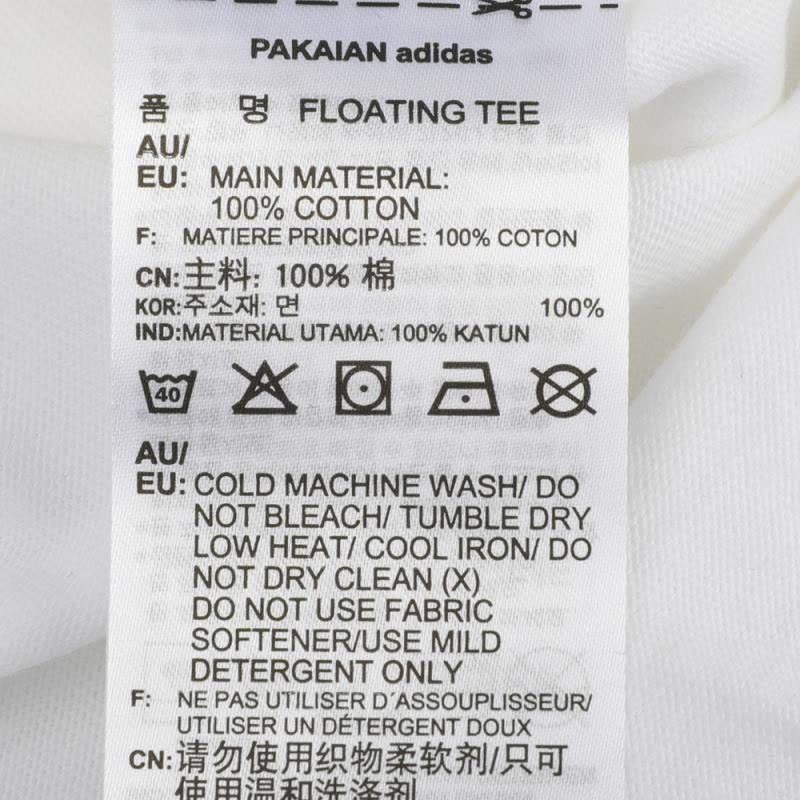 PAKAIAN adidas
품 명 FLOATING TEE
AU/
EU: MAIN MATERIAL:
100% COTTON
F: MATIERE PRINCIPALE: 100% COTON
CN:主料: 100% 棉
KOR:주소재: 면 100%
IND:MATERIAL UTAMA: 100% KATUN
40
AU/
EU: COLD MACHINE WASH/ DO
NOT BLEACH/ TUMBLE DRY
LOW HEAT/ COOL IRON/ DO
NOT DRY CLEAN (X)
DO NOT USE FABRIC
SOFTENER/USE MILD
DETERGENT ONLY
F: NE PAS UTILISER D´ASSOUPLISSEUR/
UTILISER UN DÉTERGENT DOUX
CN:请勿使用织物柔软剂/只可
使用温和洗涤剂